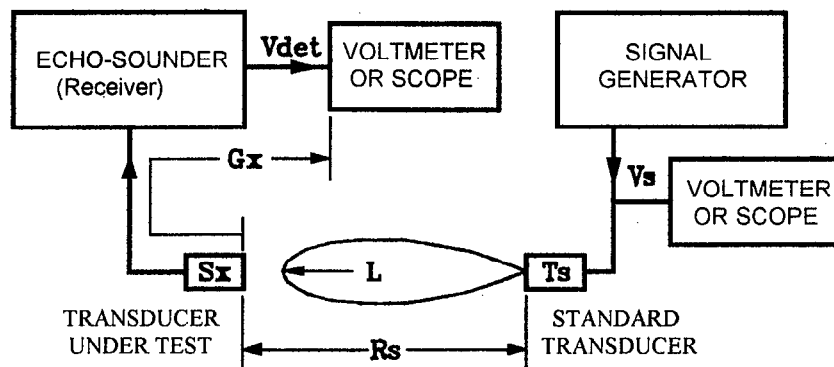 ECHO-SOUNDER
(Receiver)
Vdet
VOLTMETER
OR SCOPE
SIGNAL
GENERATOR
Gx
Vs
VOLTMETER
OR SCOPE
Sx
L
Ts
TRANSDUCER
UNDER TEST
Rs
STANDARD
TRANSDUCER